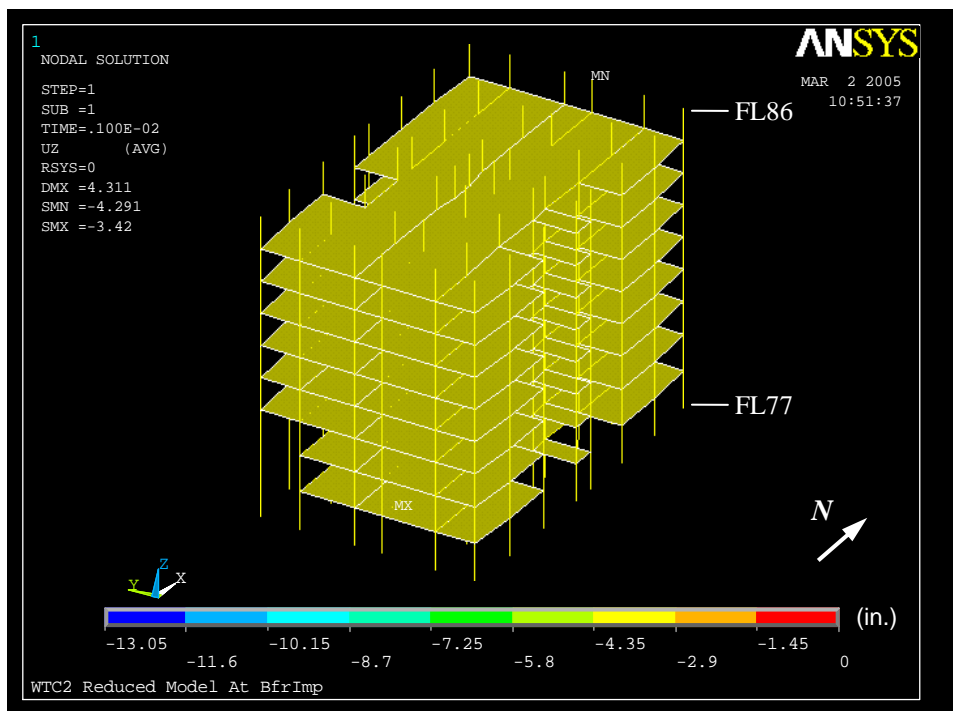 1
ANSYS
NODAL SOLUTION
MAR 2 2005
10:51:37
STEP=1
SUB =1
TIME=.100E-02
UZ (AVG)
RSYS=0
DMX =4.311
SMN =-4.291
SMX =-3.42
MN
FL86
FL77
MX
N
Z
Y
X
(in.)
-13.05 -10.15 -7.25 -4.35 -1.45
-11.6 -8.7 -5.8 -2.9 0
WTC2 Reduced Model At BfrImp